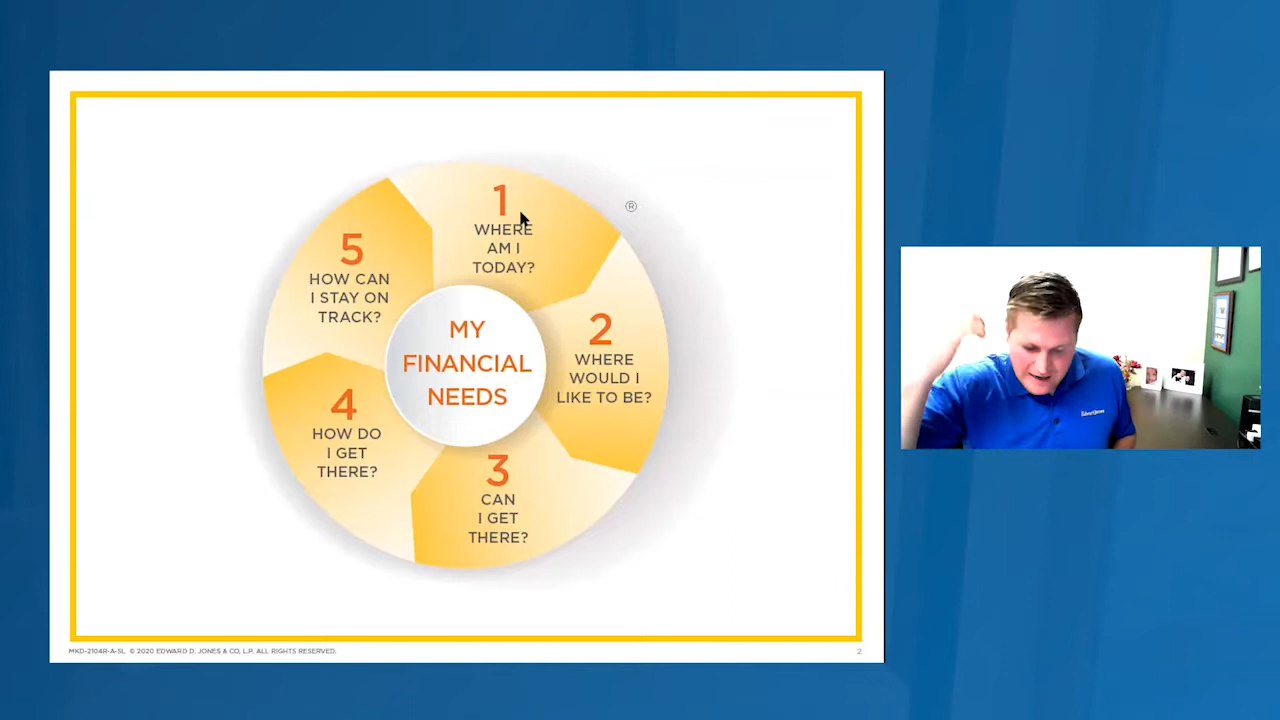 1
WHERE
AM I
TODAY?
®
2
WHERE
WOULD I
LIKE TO BE?
3
CAN
I GET
THERE?
4
HOW DO
I GET
THERE?
5
HOW CAN
I STAY ON
TRACK?
MY
FINANCIAL
NEEDS
MKD-2104R-A-SL © 2020 EDWARD D. JONES & CO, L.P. ALL RIGHTS RESERVED.
2
Edward Jones